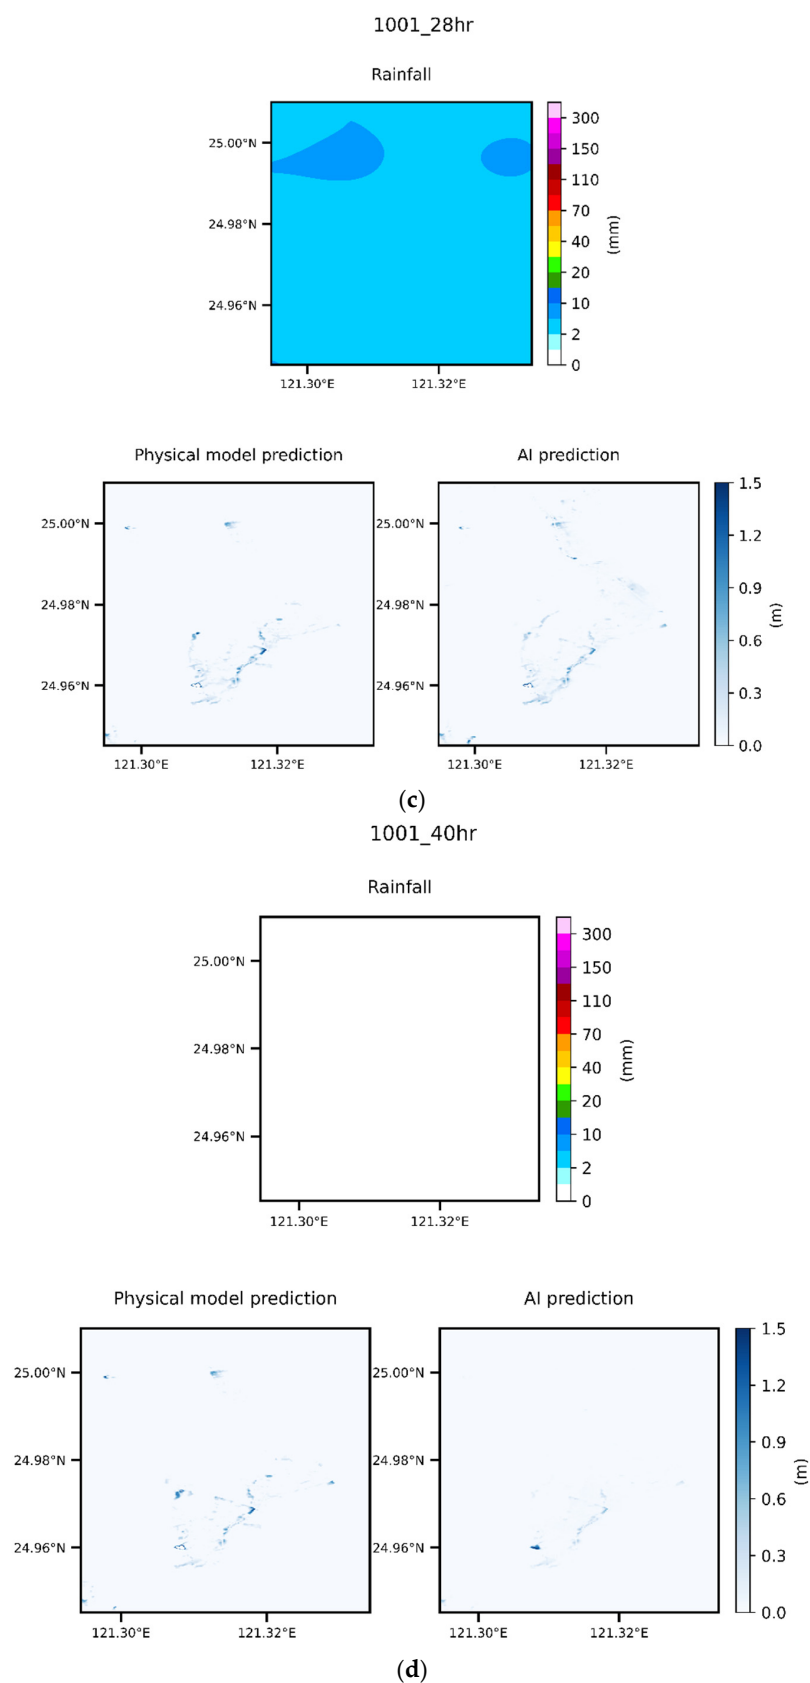 1001_28hr
Rainfall
25.00°N
24.98°N
24.96°N
121.30°E 121.32°E
300
150
110
70
40
20
10
2
0
(mm)
Physical model prediction AI prediction
25.00°N
24.98°N
24.96°N
121.30°E 121.32°E
25.00°N
24.98°N
24.96°N
121.30°E 121.32°E
1.5
1.2
0.9
0.6
0.3
0.0
(m)
(c)
1001_40hr
Rainfall
25.00°N
24.98°N
24.96°N
121.30°E 121.32°E
300
150
110
70
40
20
10
2
0
(mm)
Physical model prediction AI prediction
25.00°N
24.98°N
24.96°N
121.30°E 121.32°E
25.00°N
24.98°N
24.96°N
121.30°E 121.32°E
1.5
1.2
0.9
0.6
0.3
0.0
(m)
(d)